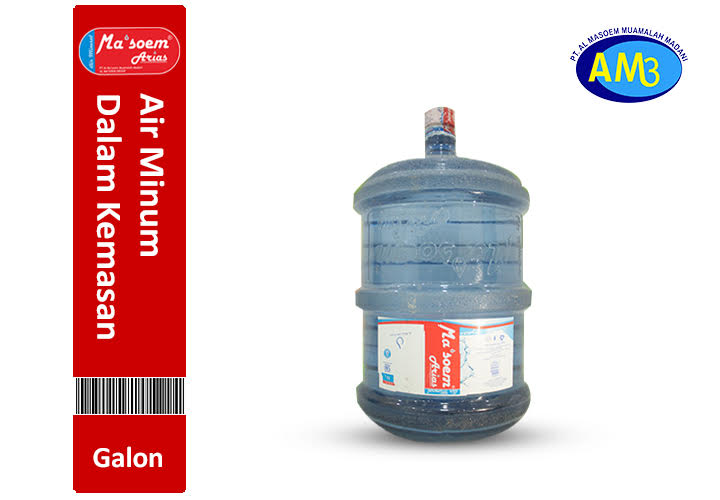 Ma'soem
Arias
Air Minum
Dalam Kemasan
Galon
PT. AL MASOEM MUAMALAH MADANI
AM3
Ma'soem
Arias